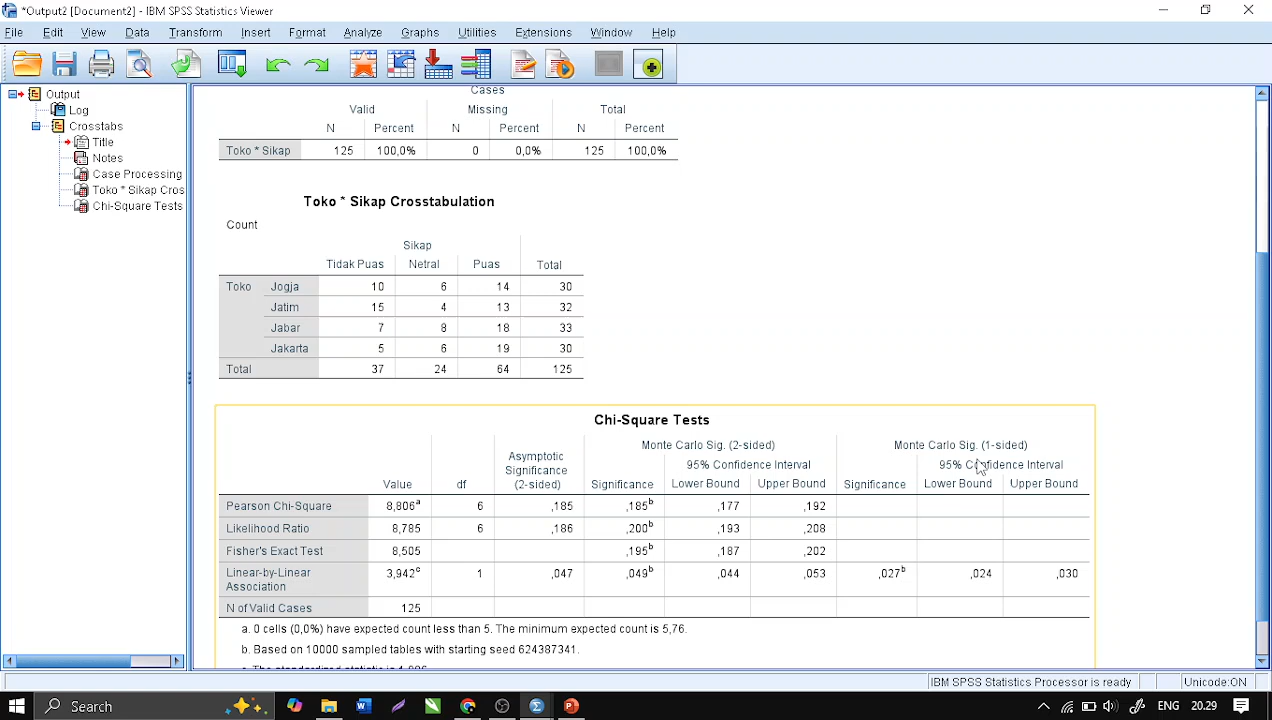 *Output2 [Document2] - IBM SPSS Statistics Viewer
File Edit View Data Transform Insert Format Analyze Graphs Utilities Extensions Window Help
Output
Log
Crosstabs
Title
Notes
Case Processing
Toko * Sikap Cros
Chi-Square Tests
Cases
Valid Missing Total
N Percent N Percent N Percent
Toko * Sikap 125 100,0% 0 0,0% 125 100,0%
Toko * Sikap Crosstabulation
Count
Sikap
Tidak Puas Netral Puas Total
Toko Jogja 10 6 14 30
Jatim 15 4 13 32
Jabar 7 8 18 33
Jakarta 5 6 19 30
Total 37 24 64 125
Chi-Square Tests
Monte Carlo Sig. (2-sided) Monte Carlo Sig. (1-sided)
Asymptotic Significance (2-sided) 95% Confidence Interval 95% Confidence Interval
Value df Significance Lower Bound Upper Bound Significance Lower Bound Upper Bound
Pearson Chi-Square 8,806a 6 ,185 ,185b ,177 ,192
Likelihood Ratio 8,785 6 ,186 ,200b ,193 ,208
Fisher's Exact Test 8,505 ,195b ,187 ,202
Linear-by-Linear Association 3,942c 1 ,047 ,049b ,044 ,053 ,027b ,024 ,030
N of Valid Cases 125
a. 0 cells (0,0%) have expected count less than 5. The minimum expected count is 5,76.
b. Based on 10000 sampled tables with starting seed 624387341.
IBM SPSS Statistics Processor is ready Unicode:ON
Search ENG 20.29